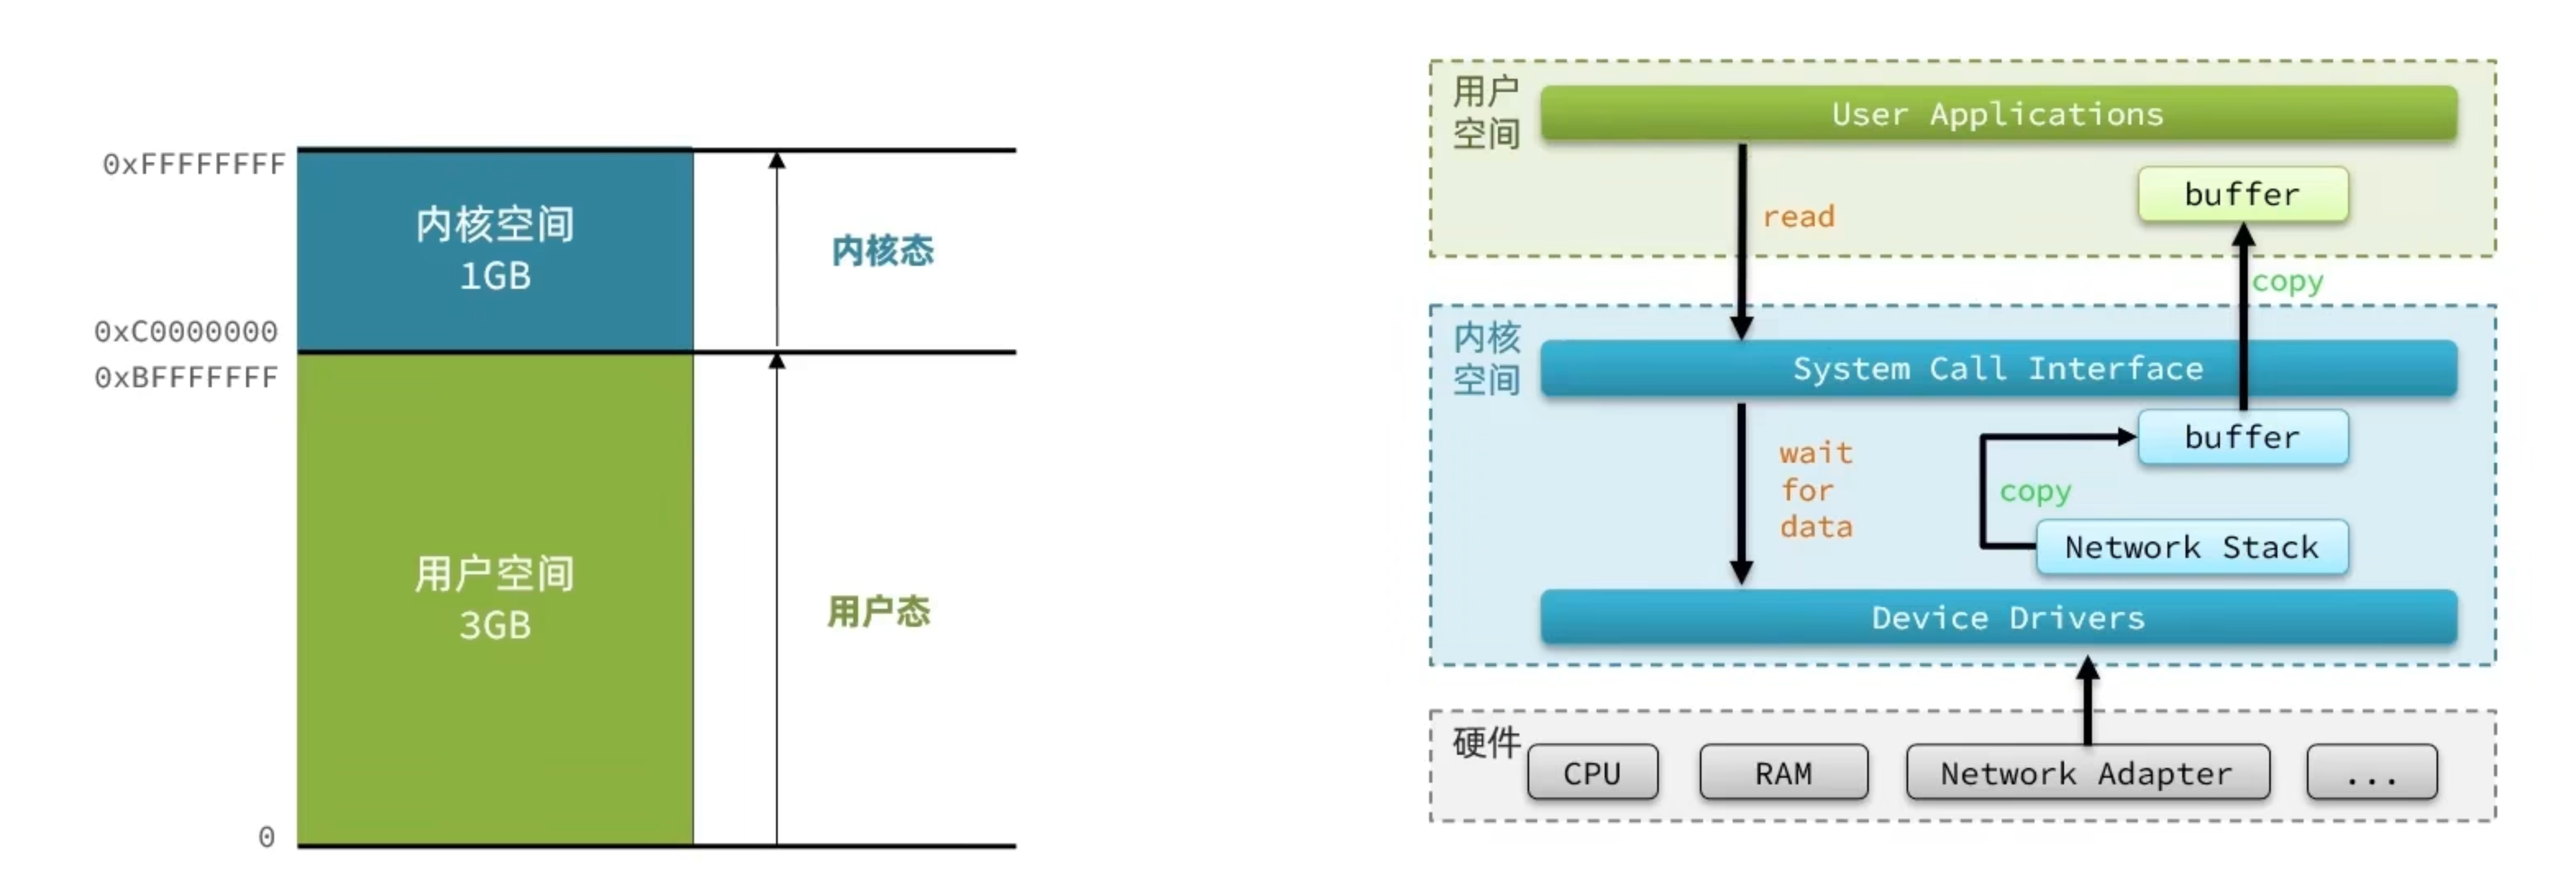 0xFFFFFFFF
内核空间
1GB
内核态
0xC0000000
0xBFFFFFFF
用户空间
3GB
用户态
0
用户
空间
User Applications
buffer
read
copy
内核
空间
System Call Interface
buffer
wait
for
data
copy
Network Stack
Device Drivers
硬件
CPU
RAM
Network Adapter
...